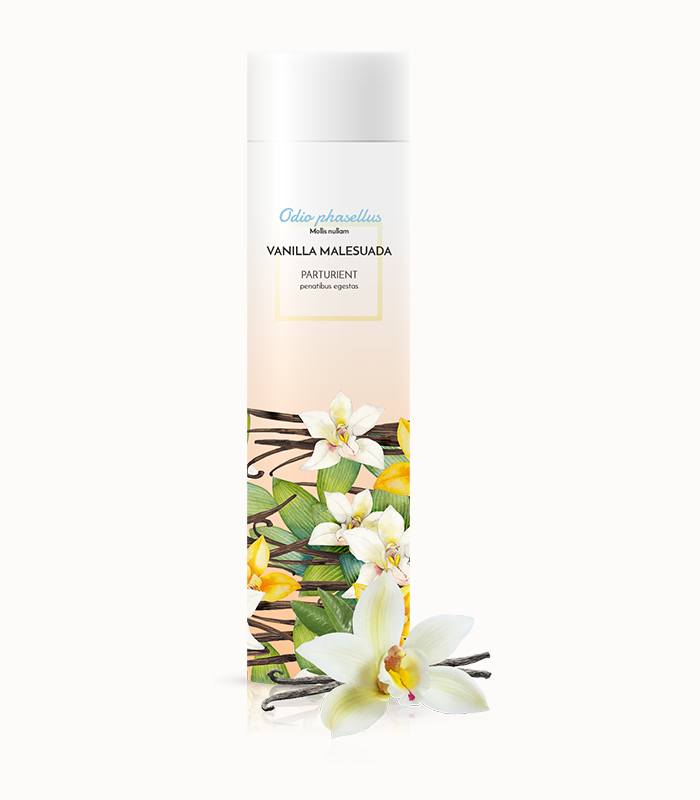 Odio phasellus
Mollis nullam
VANILLA MALESUADA
PARTURIENT
penatibus egestas